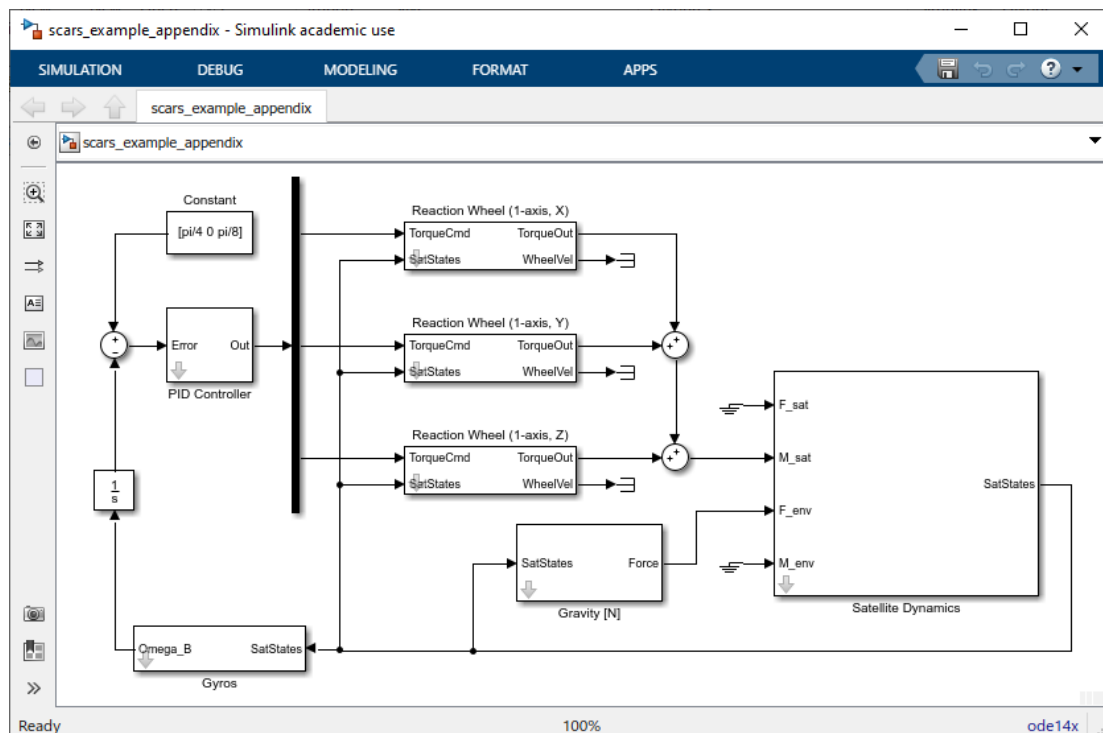 scars_example_appendix - Simulink academic use
SIMULATION DEBUG MODELING FORMAT APPS
?
scars_example_appendix
scars_example_appendix
Constant
[pi/4 0 pi/8]
Reaction Wheel (1-axis, X)
TorqueCmd TorqueOut
SatStates WheelVel
+
−
Error Out
PID Controller
Reaction Wheel (1-axis, Y)
TorqueCmd TorqueOut
SatStates WheelVel
+ +
F_sat
M_sat
SatStates
F_env
M_env
Satellite Dynamics
Reaction Wheel (1-axis, Z)
TorqueCmd TorqueOut
SatStates WheelVel
+ +
1
s
SatStates Force
Gravity [N]
Omega_B SatStates
Gyros
Ready 100% ode14x